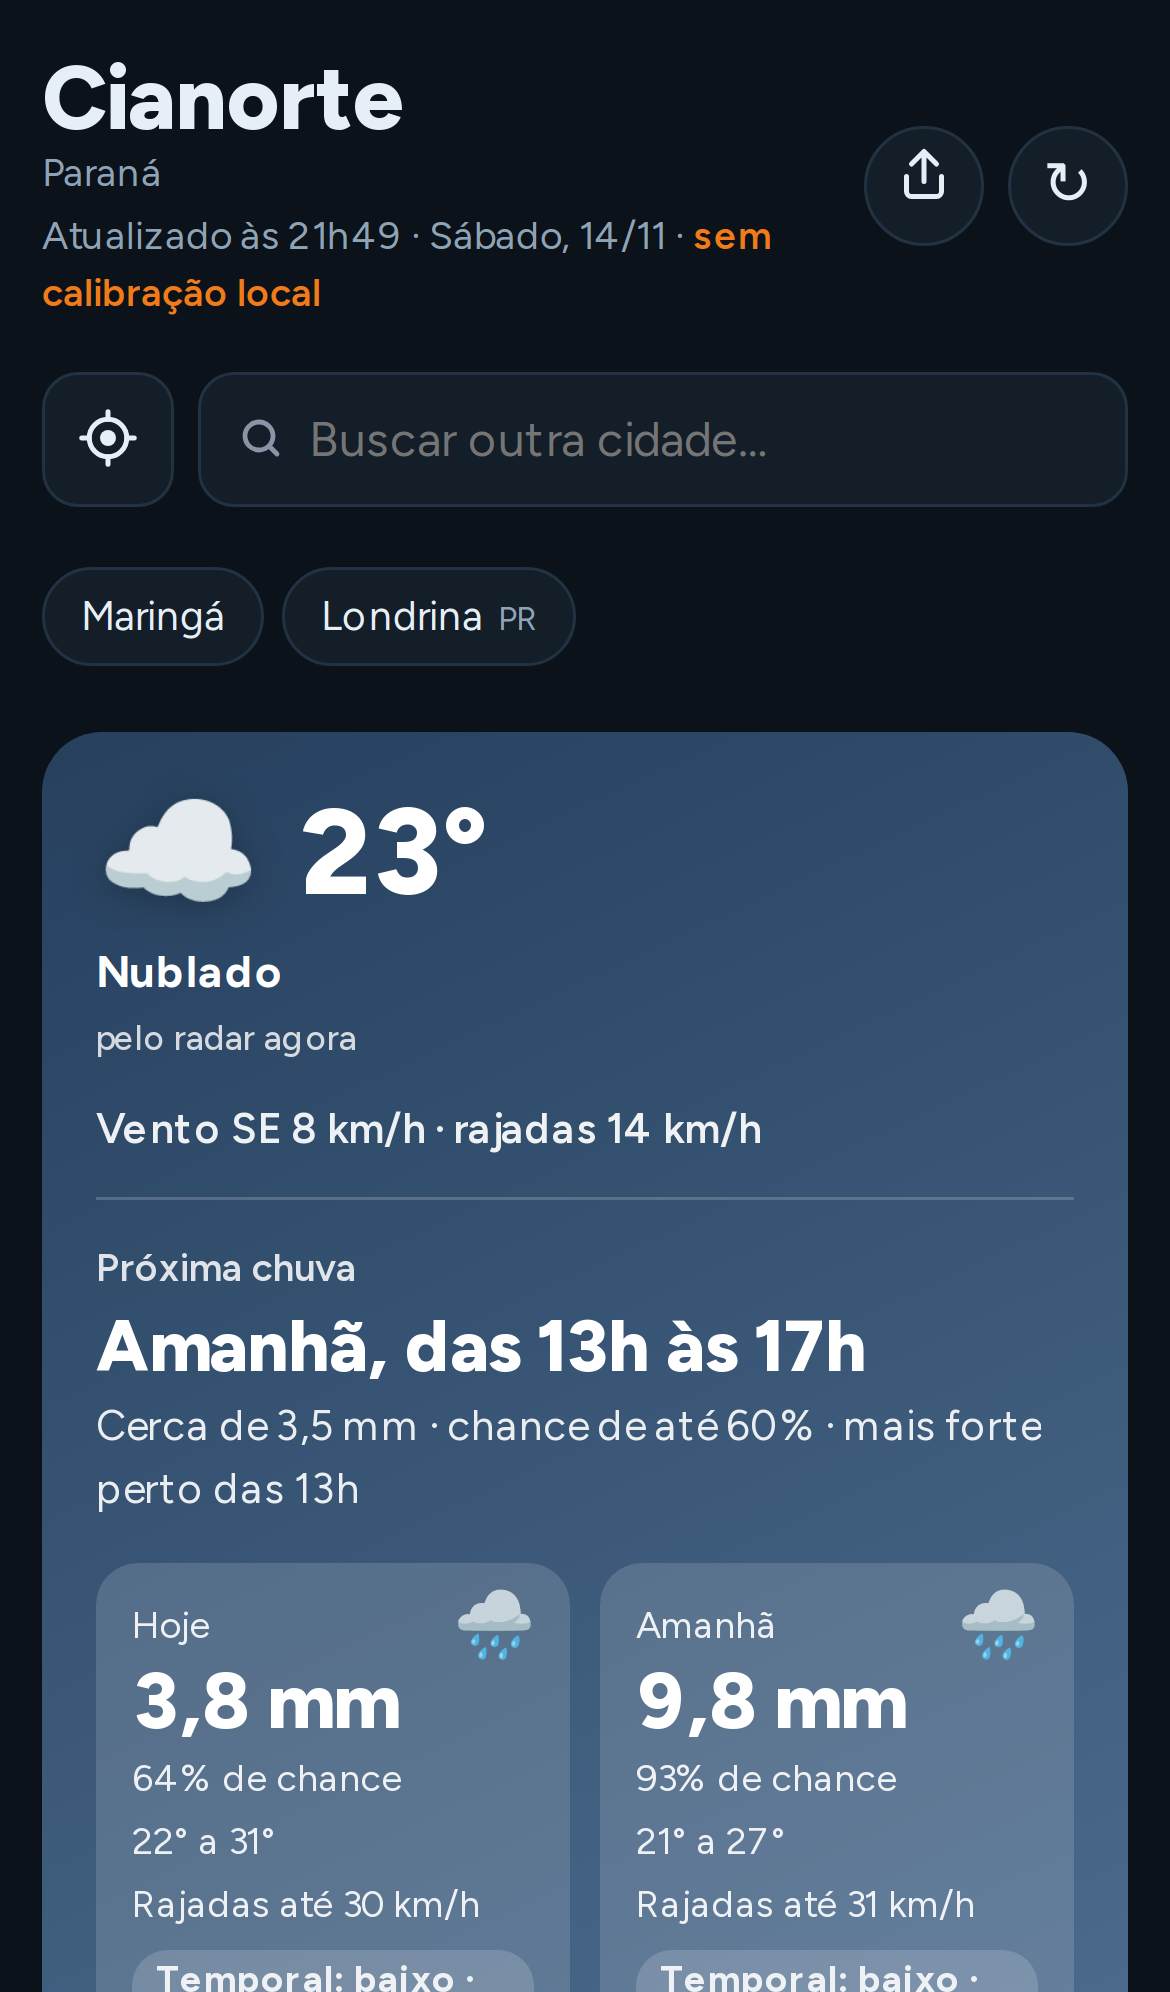 Cianorte
Paraná
Atualizado às 21h49 · Sábado, 14/11 · sem
calibração local
Buscar outra cidade...
Maringá
Londrina PR
23°
Nublado
pelo radar agora
Vento SE 8 km/h · rajadas 14 km/h
Próxima chuva
Amanhã, das 13h às 17h
Cerca de 3,5 mm · chance de até 60% · mais forte
perto das 13h
Hoje
3,8 mm
64% de chance
22° a 31°
Rajadas até 30 km/h
Temporal: baixo ·
Amanhã
9,8 mm
93% de chance
21° a 27°
Rajadas até 31 km/h
Temporal: baixo ·